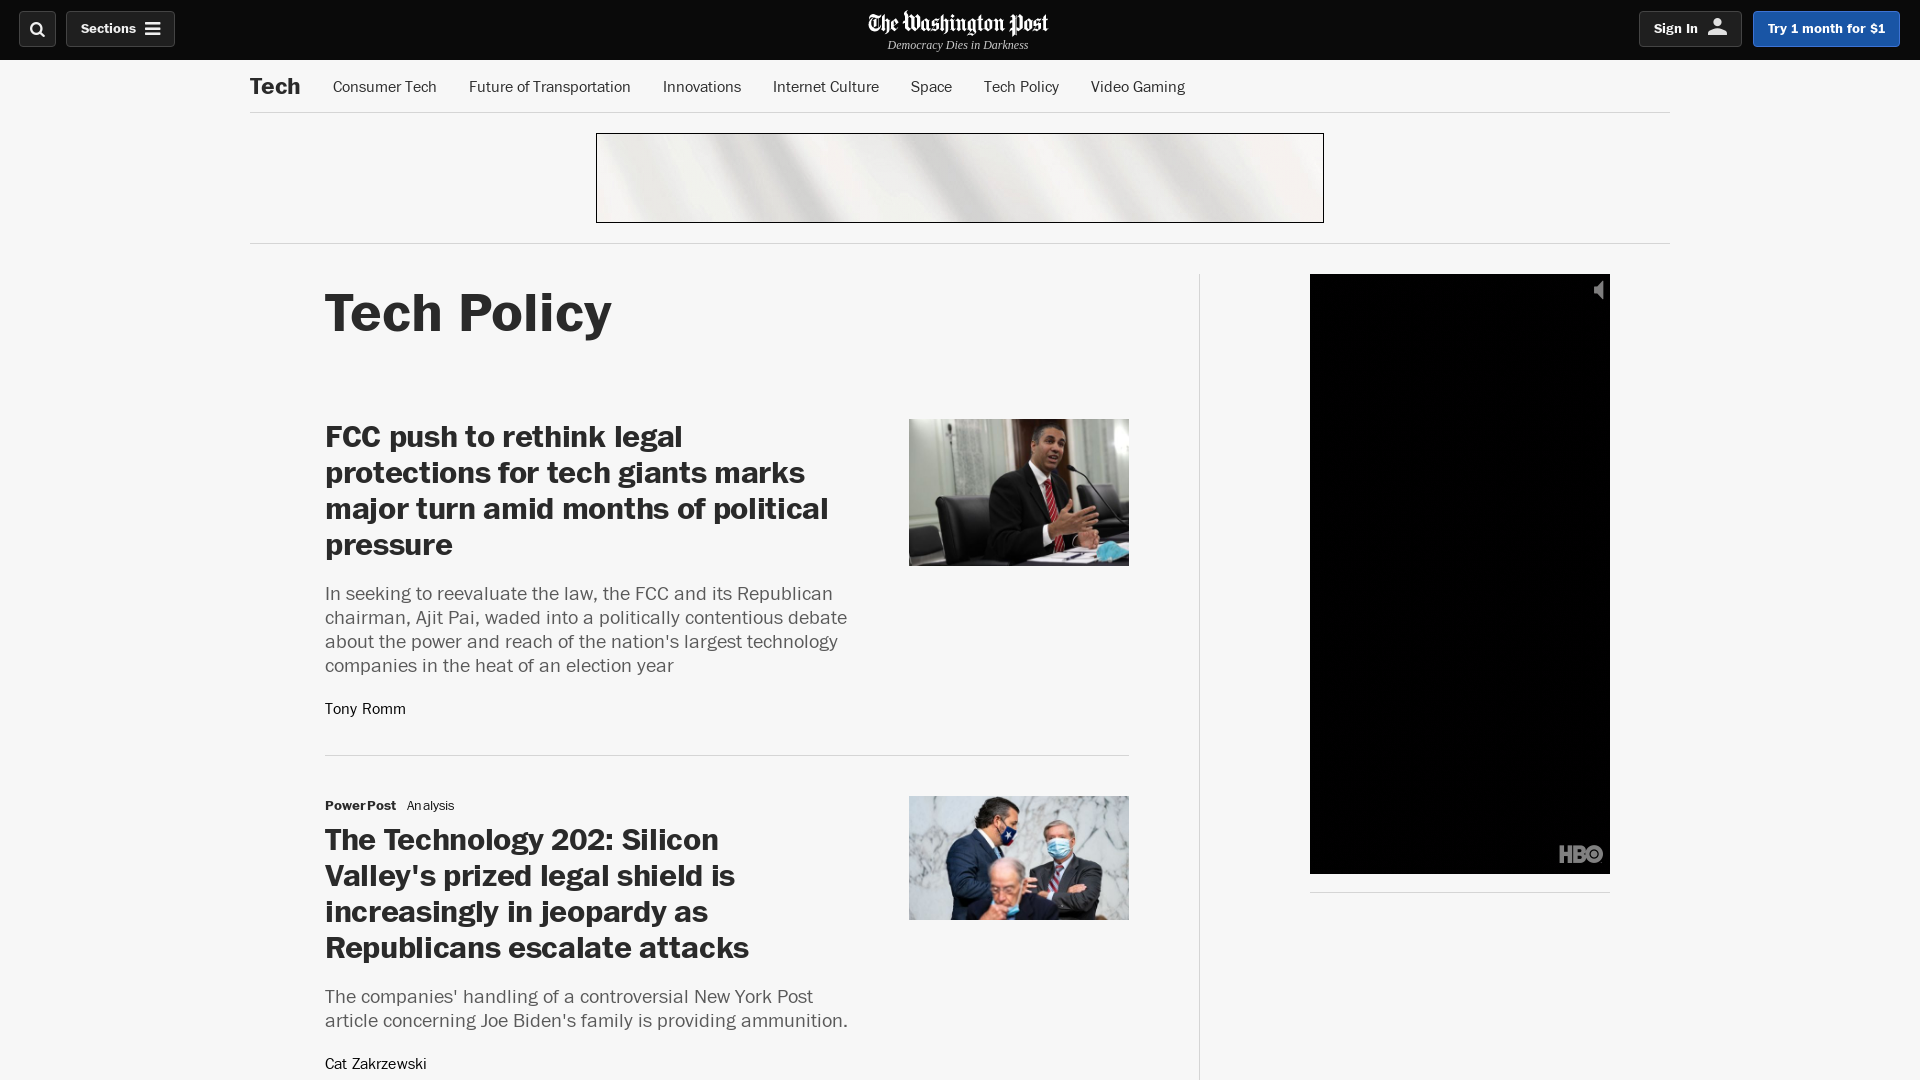 Sections
The Washington Post
Democracy Dies in Darkness
Sign In
Try 1 month for $1
Tech
Consumer Tech
Future of Transportation
Innovations
Internet Culture
Space
Tech Policy
Video Gaming
Tech Policy
FCC push to rethink legal
protections for tech giants marks
major turn amid months of political
pressure
In seeking to reevaluate the law, the FCC and its Republican
chairman, Ajit Pai, waded into a politically contentious debate
about the power and reach of the nation's largest technology
companies in the heat of an election year
Tony Romm
PowerPost Analysis
The Technology 202: Silicon
Valley's prized legal shield is
increasingly in jeopardy as
Republicans escalate attacks
The companies' handling of a controversial New York Post
article concerning Joe Biden's family is providing ammunition.
Cat Zakrzewski
HBO